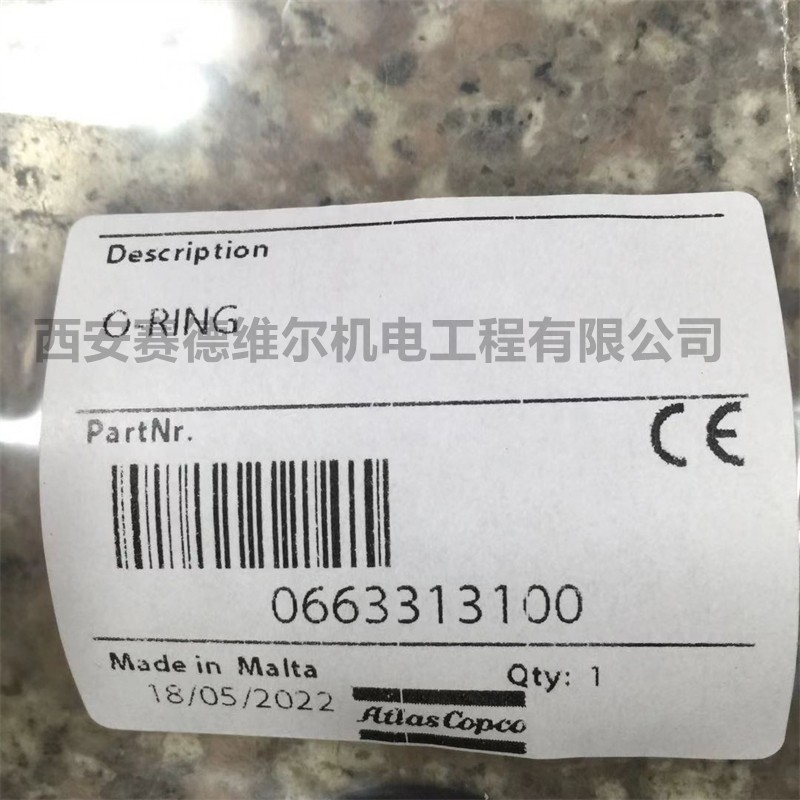 Description
O-RING
西安赛德维尔机电工程有限公司
PartNr.
CE
0663313100
Made in Malta
Qty: 1
18/05/2022
Atlas Copco